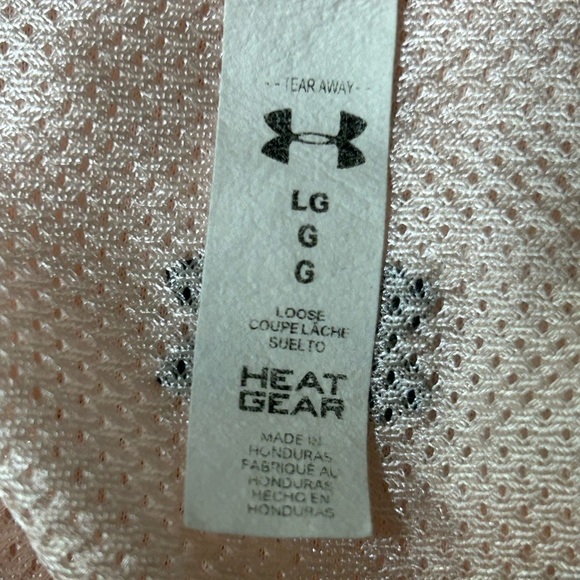 -- TEAR AWAY --
LG
G
G
LOOSE
COUPE LÂCHE
SUELTO
HEAT
GEAR
MADE IN
HONDURAS
FABRIQUÉ AU
HONDURAS
HECHO EN
HONDURAS